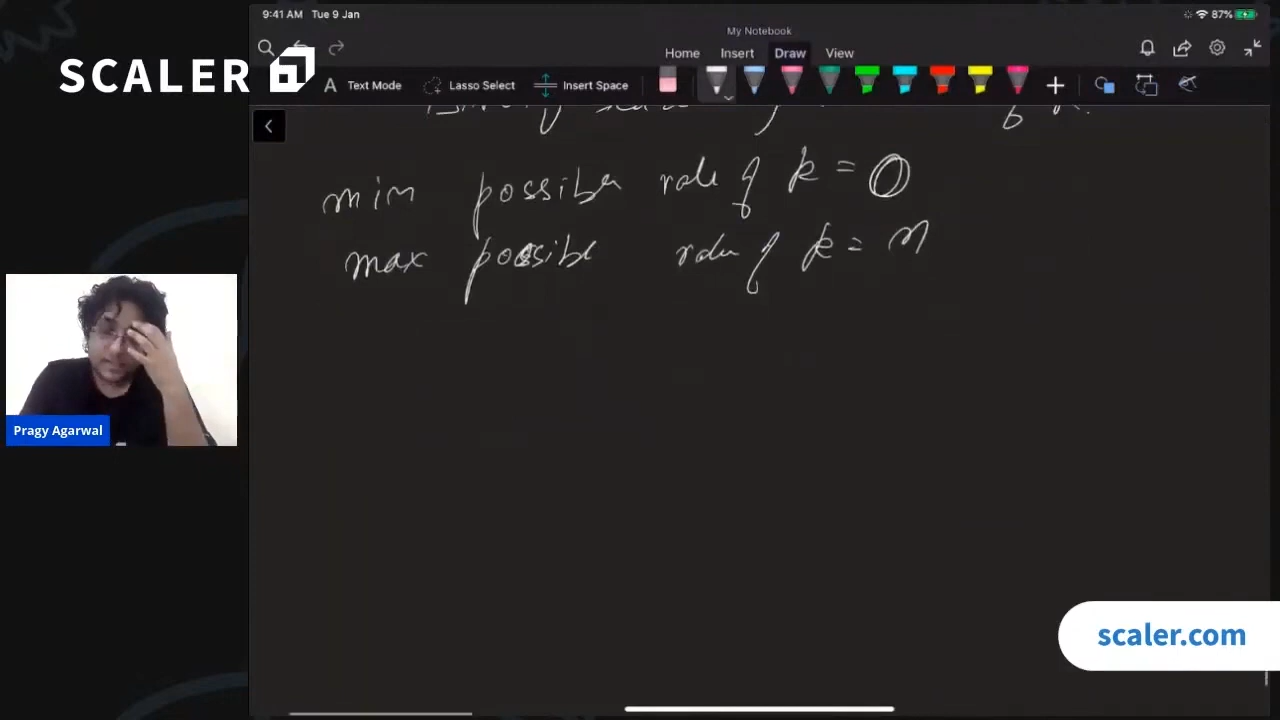 9:41 AM Tue 9 Jan
87%
My Notebook
Home Insert Draw View
SCALER
Text Mode Lasso Select Insert Space
min possible value of k = 0
max possible value of k = n
Pragy Agarwal
scaler.com